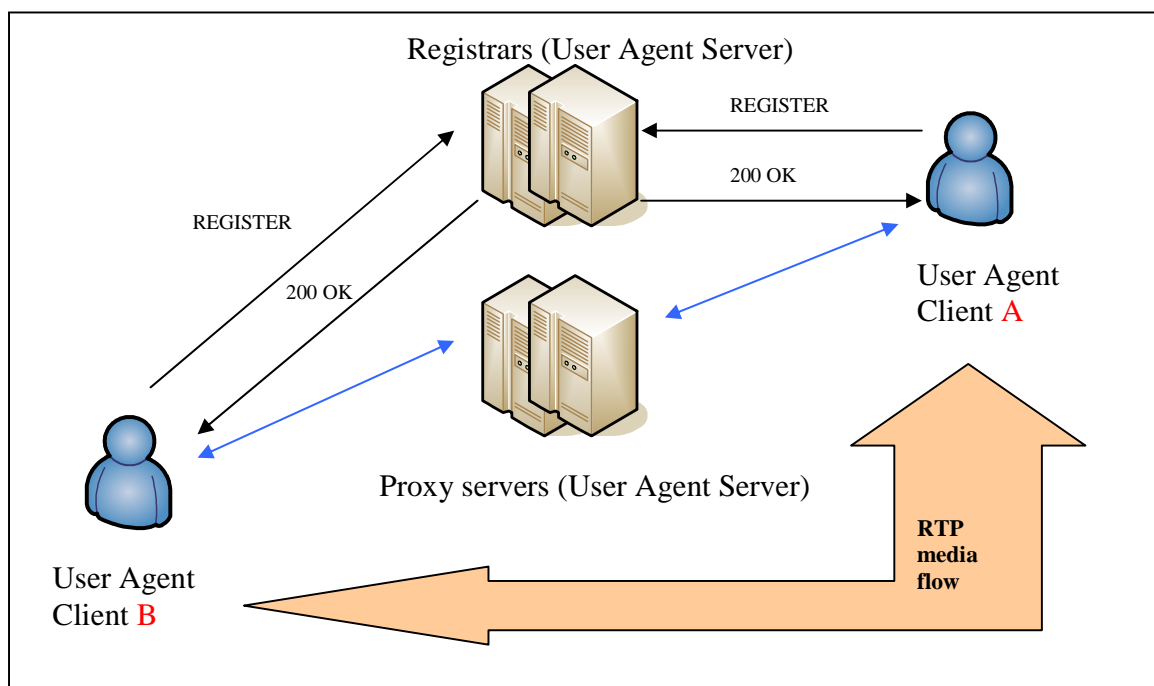 Registrars (User Agent Server)
REGISTER
200 OK
REGISTER
200 OK
User Agent
Client A
Proxy servers (User Agent Server)
RTP
media
flow
User Agent
Client B